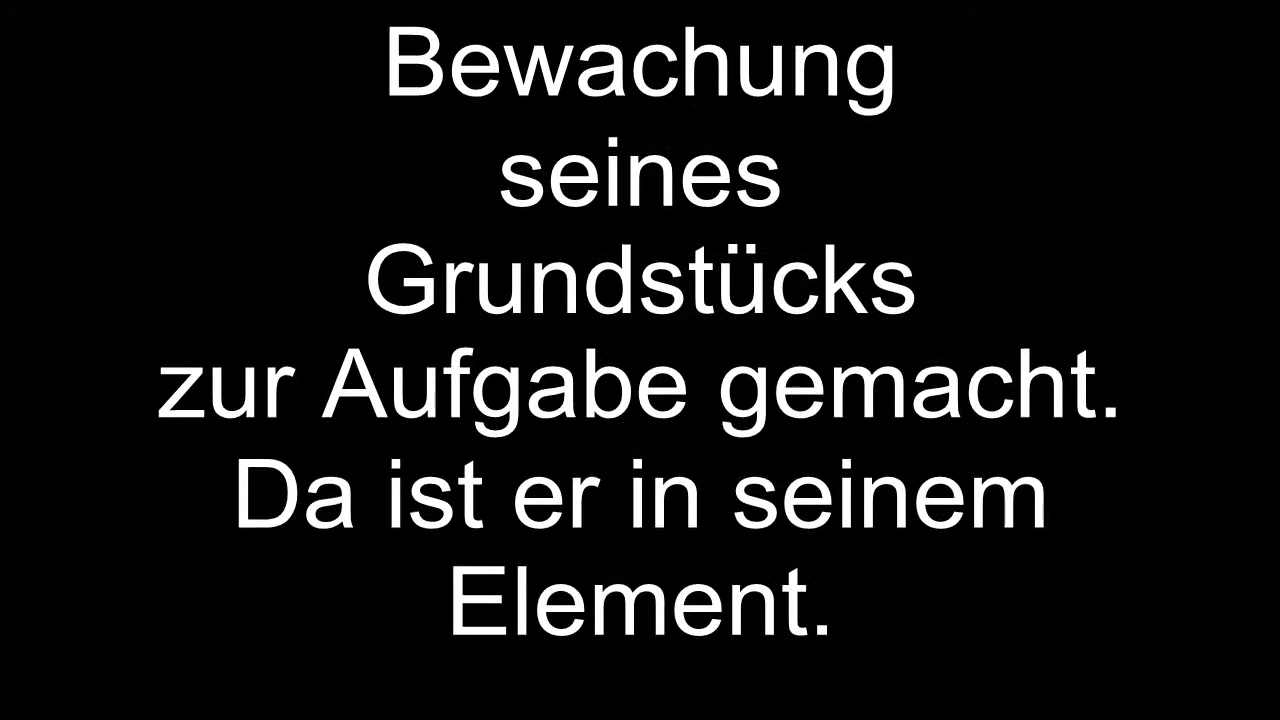 Bewachung
seines
Grundstücks
zur Aufgabe gemacht.
Da ist er in seinem
Element.